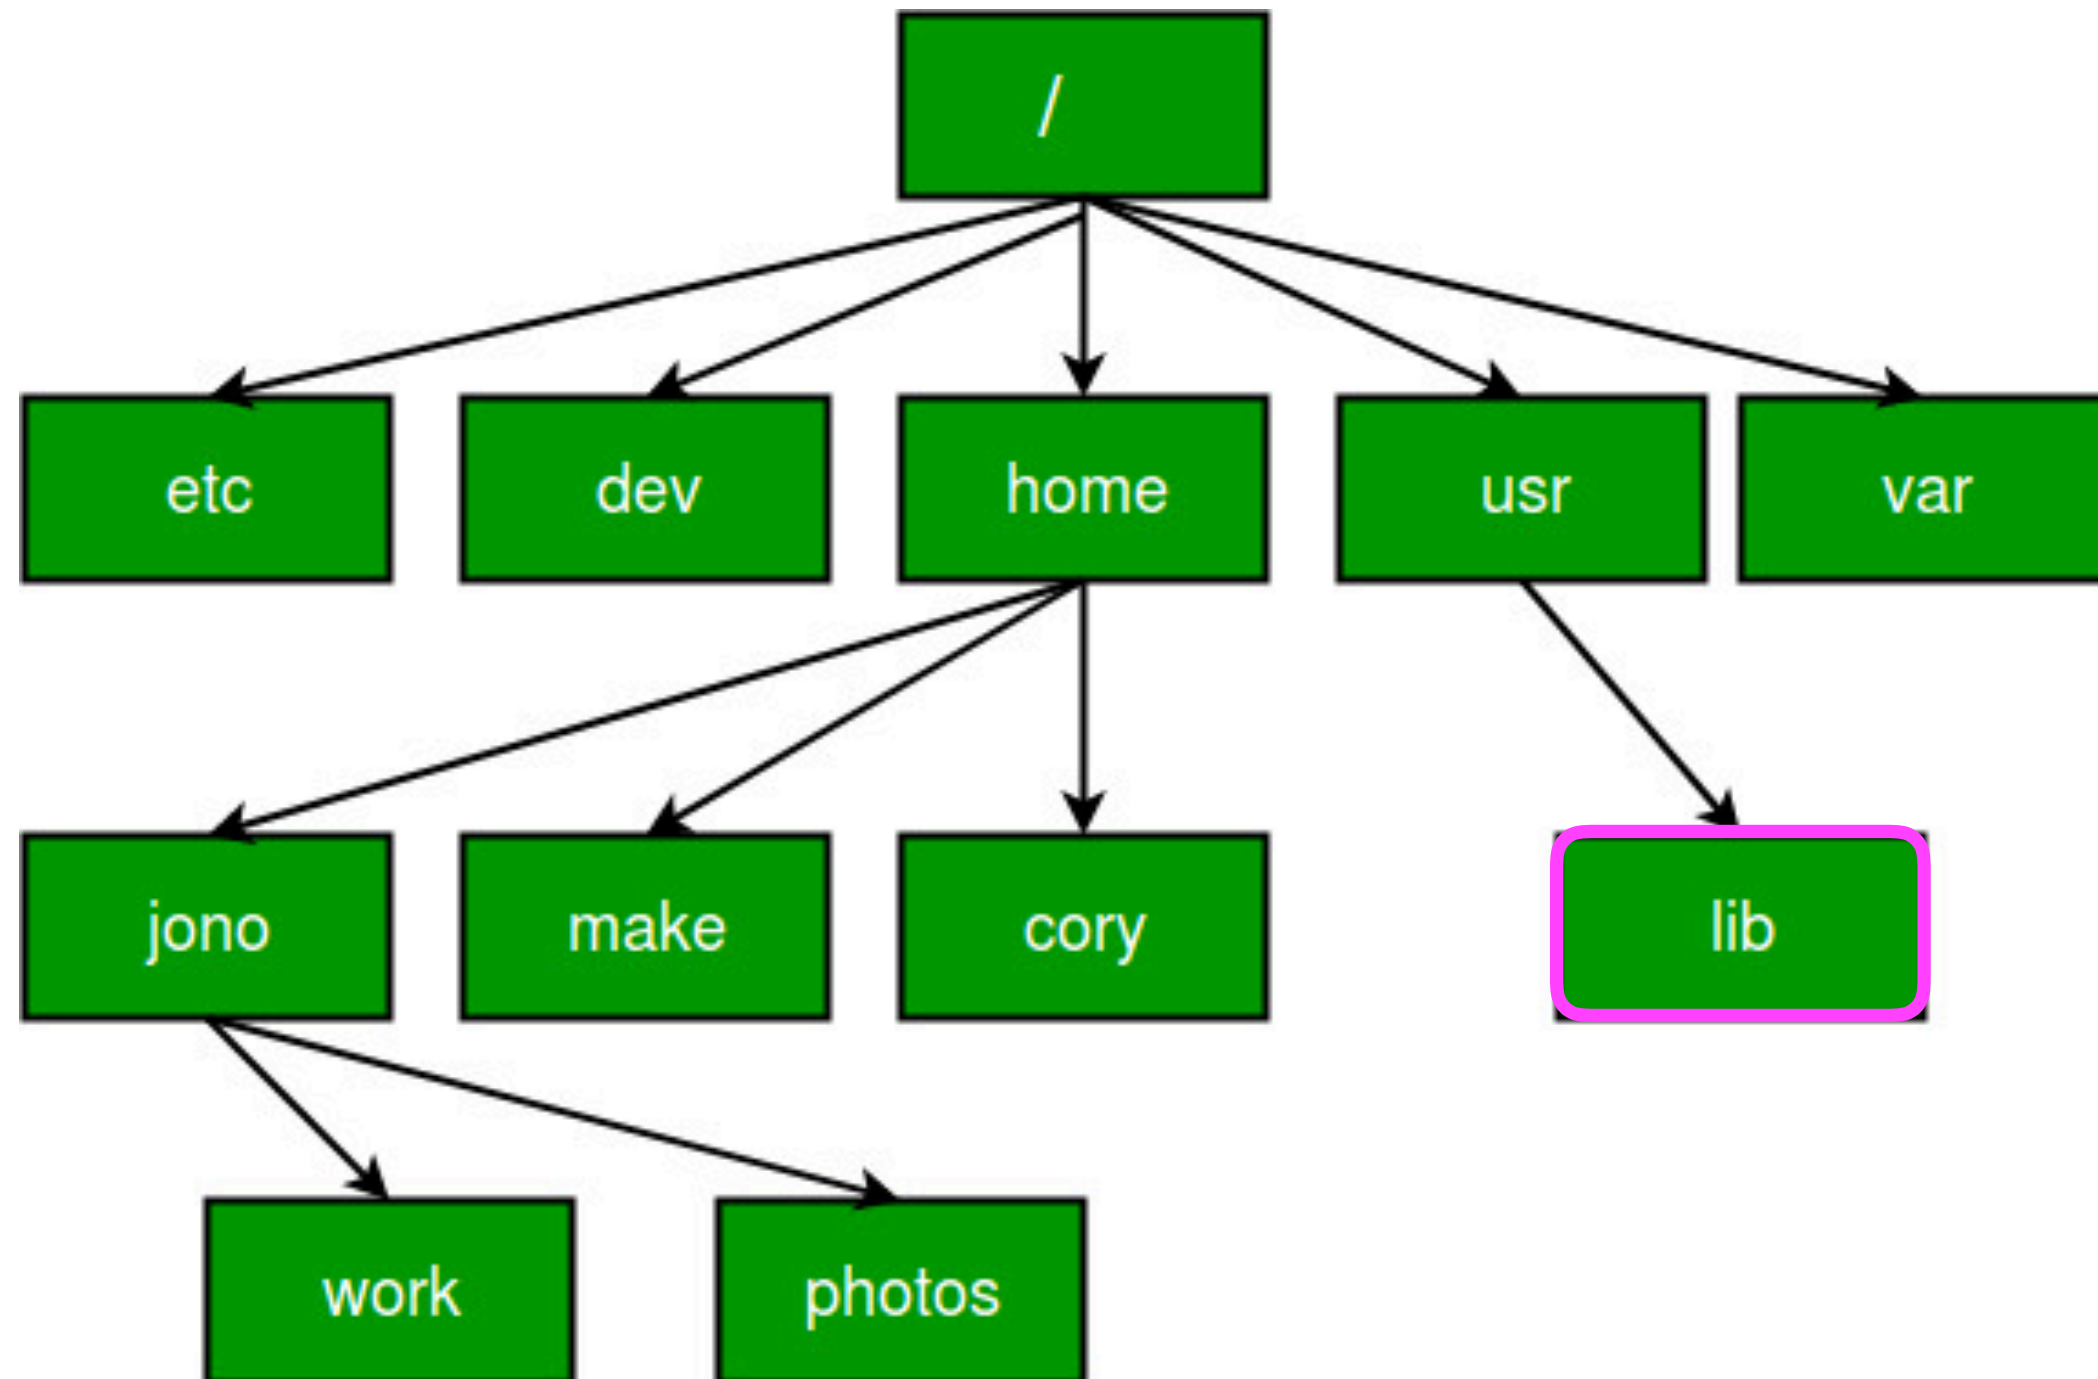 /
etc dev home usr var
jono make cory lib
work photos